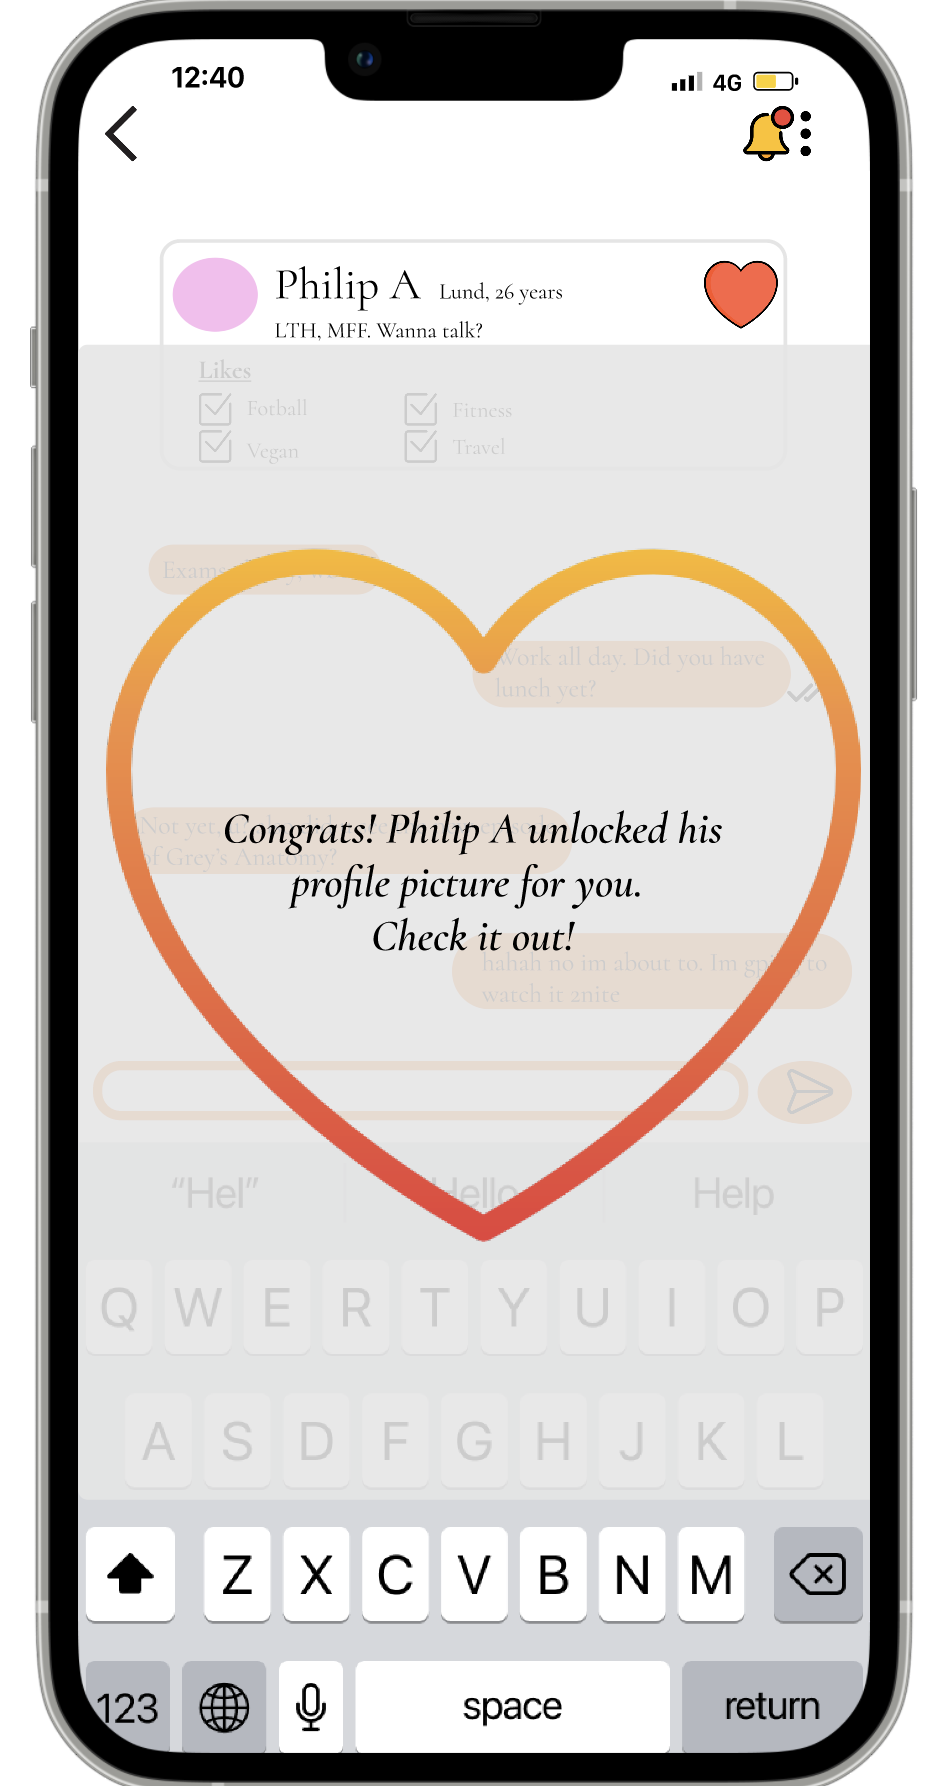 12:40
4G
Philip A Lund, 26 years
LTH, MFF. Wanna talk?
Likes
Fotball Fitness
Vegan Travel
Exams
Work all day. Did you have
lunch yet?
Not yet,
of Grey's Anatomy?
Congrats! Philip A unlocked his
profile picture for you.
Check it out!
hahah no im about to. Im to
watch it 2nite
“Hel” Hello Help
Q W E R T Y U I O P
A S D F G H J K L
Z X C V B N M
123 space return